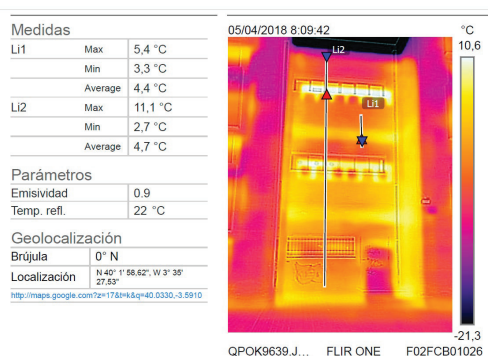 Medidas
Li1 Max 5,4 °C
Min 3,3 °C
Average 4,4 °C
Li2 Max 11,1 °C
Min 2,7 °C
Average 4,7 °C
Parámetros
Emisividad 0.9
Temp. refl. 22 °C
Geolocalización
Brújula 0° N
Localización N 40° 1' 58,62", W 3° 35'
27,53"
http://maps.google.com?z=17&t=k&q=40.0330,-3.5910
05/04/2018 8:09:42
°C
10,6
Li2
Li1
-21,3
QPOK9639.J... FLIR ONE F02FCB01026